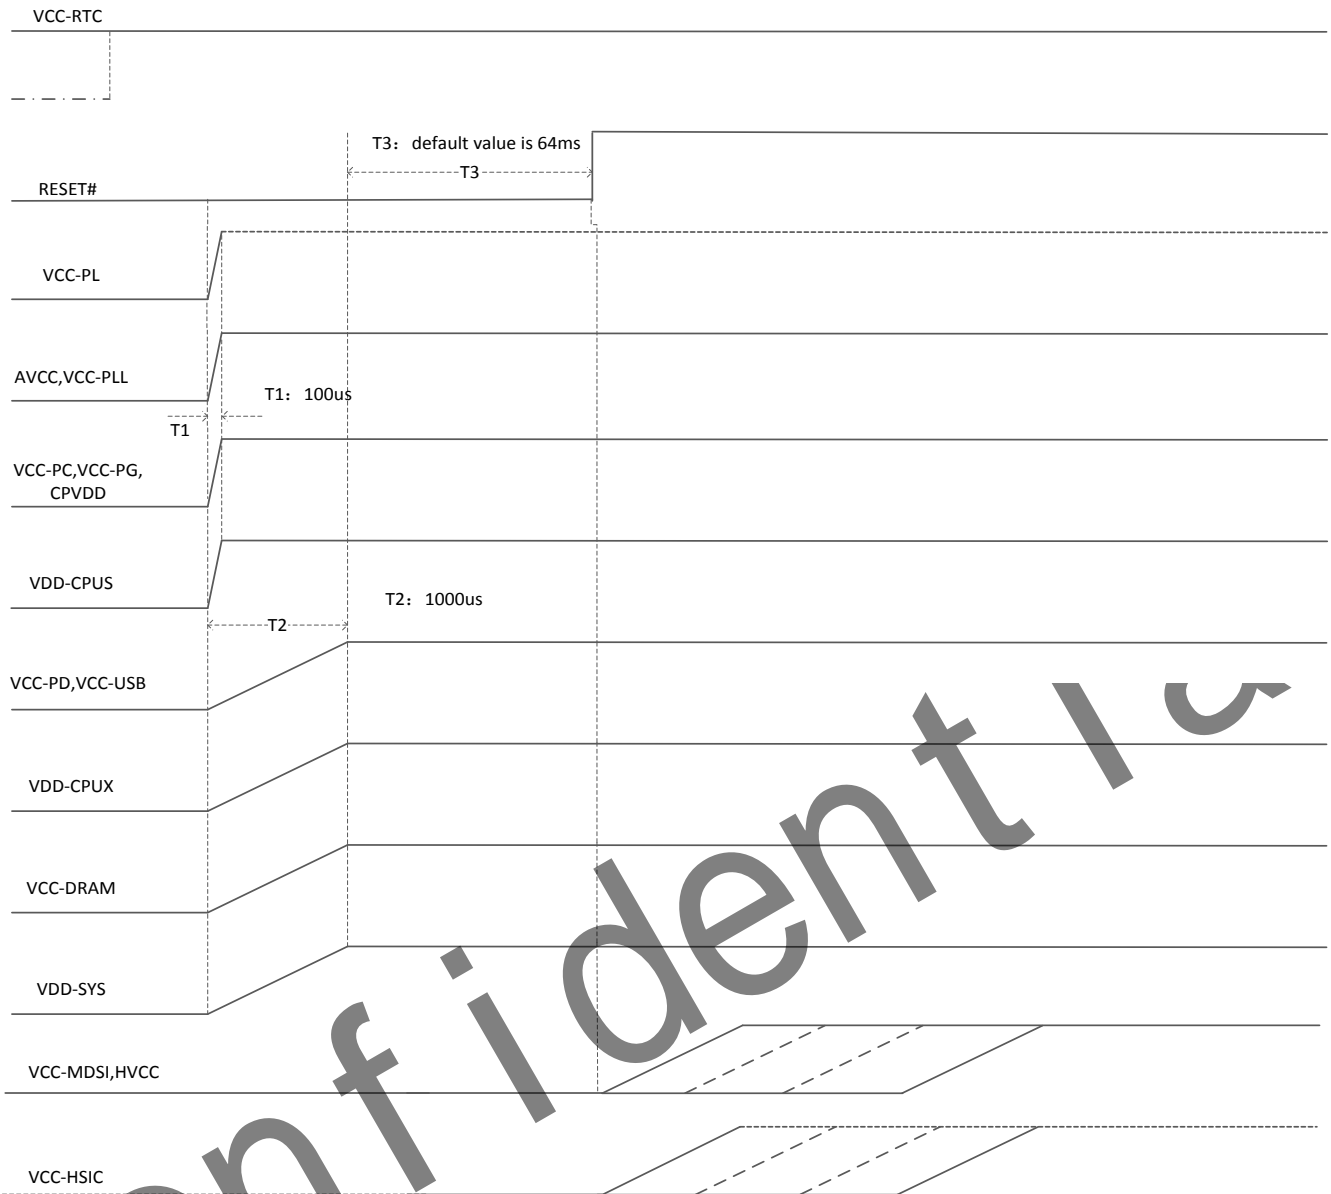 VCC-RTC
T3：default value is 64ms
T3
RESET#
VCC-PL
AVCC,VCC-PLL
T1：100us
T1
VCC-PC,VCC-PG,
CPVDD
VDD-CPUS
T2：1000us
T2
VCC-PD,VCC-USB
VDD-CPUX
VCC-DRAM
VDD-SYS
VCC-MDSI,HVCC
VCC-HSIC
onfidentia